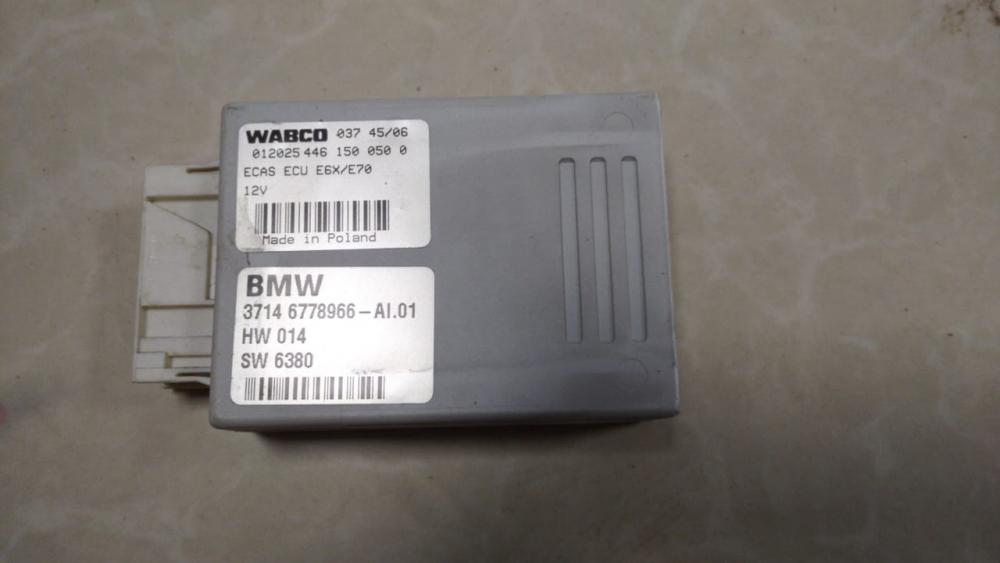 WABCO 037 45/06
012025 446 150 050 0
ECAS ECU E6X/E70
12V
Made in Poland
BMW
3714 6778966-AI.01
HW 014
SW 6380